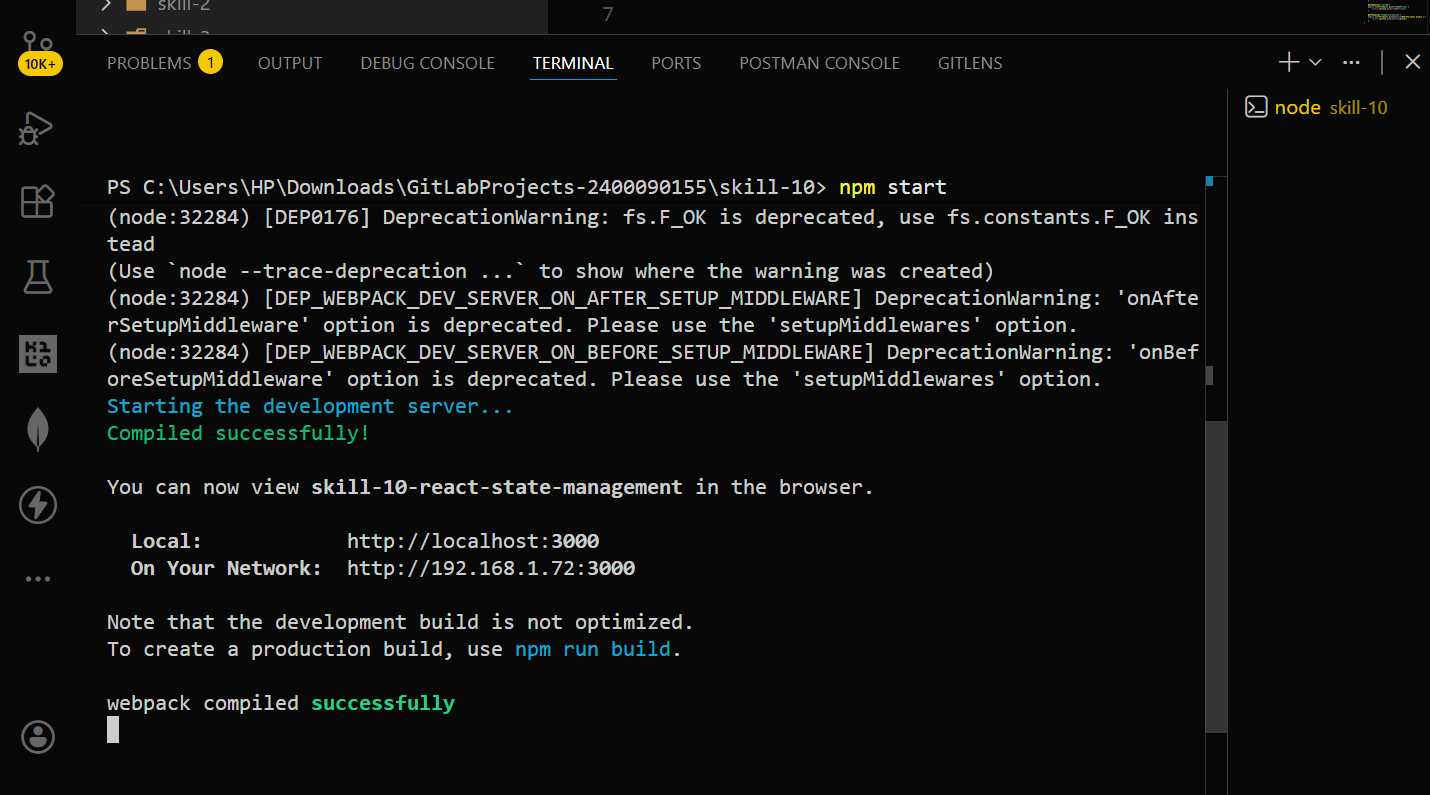 skill-2
7
10K+
PROBLEMS 1 OUTPUT DEBUG CONSOLE TERMINAL PORTS POSTMAN CONSOLE GITLENS
node skill-10
PS C:\Users\HP\Downloads\GitLabProjects-2400090155\skill-10> npm start
(node:32284) [DEP0176] DeprecationWarning: fs.F_OK is deprecated, use fs.constants.F_OK ins
tead
(Use `node --trace-deprecation ...` to show where the warning was created)
(node:32284) [DEP_WEBPACK_DEV_SERVER_ON_AFTER_SETUP_MIDDLEWARE] DeprecationWarning: 'onAfte
rSetupMiddleware' option is deprecated. Please use the 'setupMiddlewares' option.
(node:32284) [DEP_WEBPACK_DEV_SERVER_ON_BEFORE_SETUP_MIDDLEWARE] DeprecationWarning: 'onBef
oreSetupMiddleware' option is deprecated. Please use the 'setupMiddlewares' option.
Starting the development server...
Compiled successfully!
You can now view skill-10-react-state-management in the browser.
Local: http://localhost:3000
On Your Network: http://192.168.1.72:3000
Note that the development build is not optimized.
To create a production build, use npm run build.
webpack compiled successfully